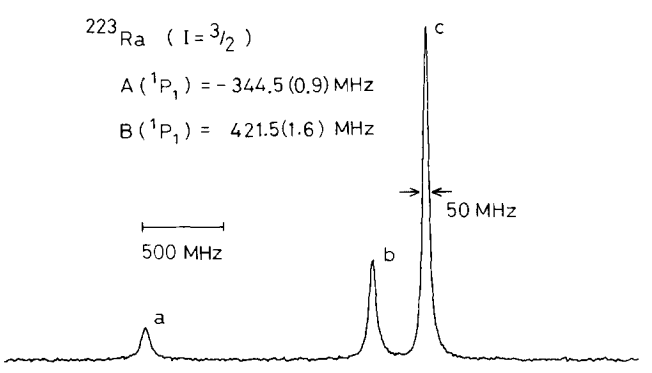 ²²³Ra ( I = ³/₂ )
A ( ¹P₁ ) = - 344.5 (0.9) MHz
B ( ¹P₁ ) = 421.5(1.6) MHz
c
50 MHz
500 MHz
b
a